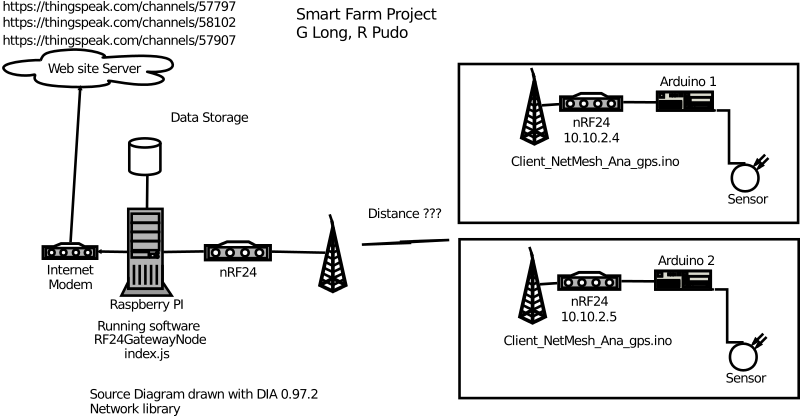 https://thingspeak.com/channels/57797
https://thingspeak.com/channels/58102
https://thingspeak.com/channels/57907
Smart Farm Project
G Long, R Pudo
Web site Server
Data Storage
Internet
Modem
Raspberry PI
Running software
RF24GatewayNode
index.js
nRF24
Distance ???
Arduino 1
nRF24
10.10.2.4
Client_NetMesh_Ana_gps.ino
Sensor
Arduino 2
nRF24
10.10.2.5
Client_NetMesh_Ana_gps.ino
Sensor
Source Diagram drawn with DIA 0.97.2
Network library